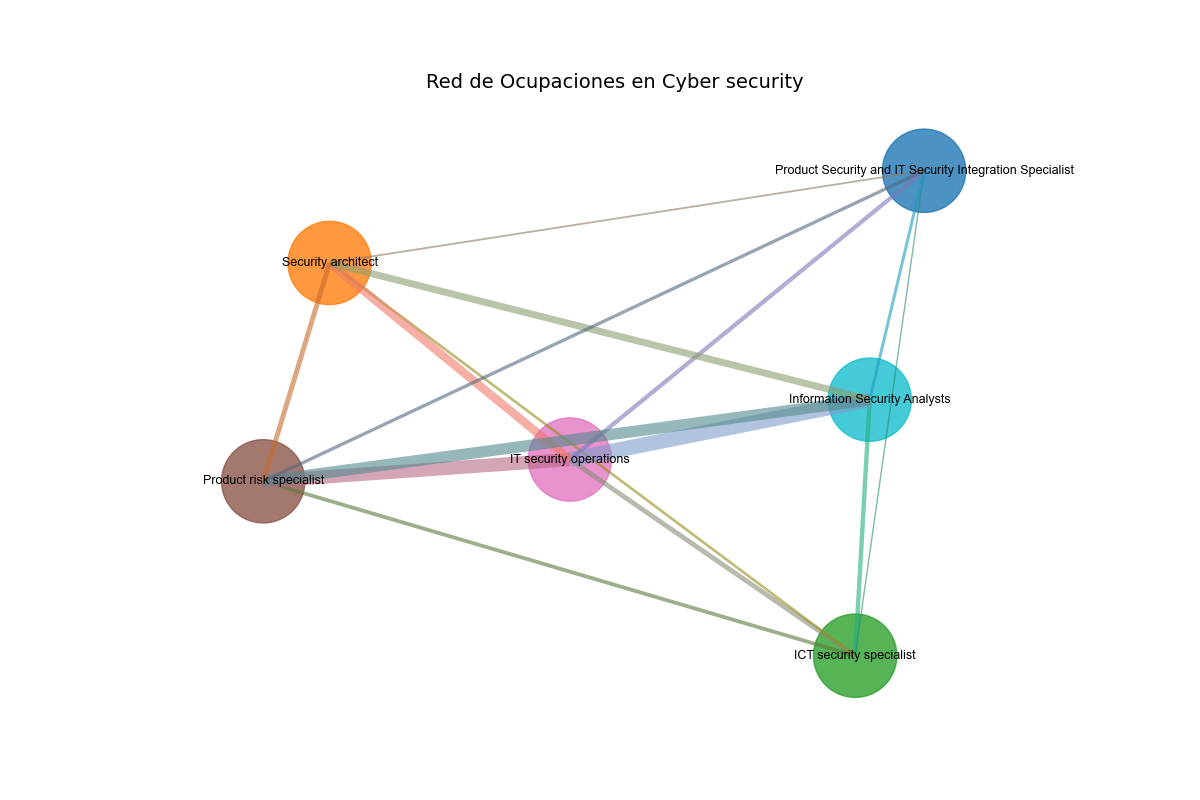 Red de Ocupaciones en Cyber security
Product Security and IT Security Integration Specialist
Security architect
Information Security Analysts
IT security operations
Product risk specialist
ICT security specialist